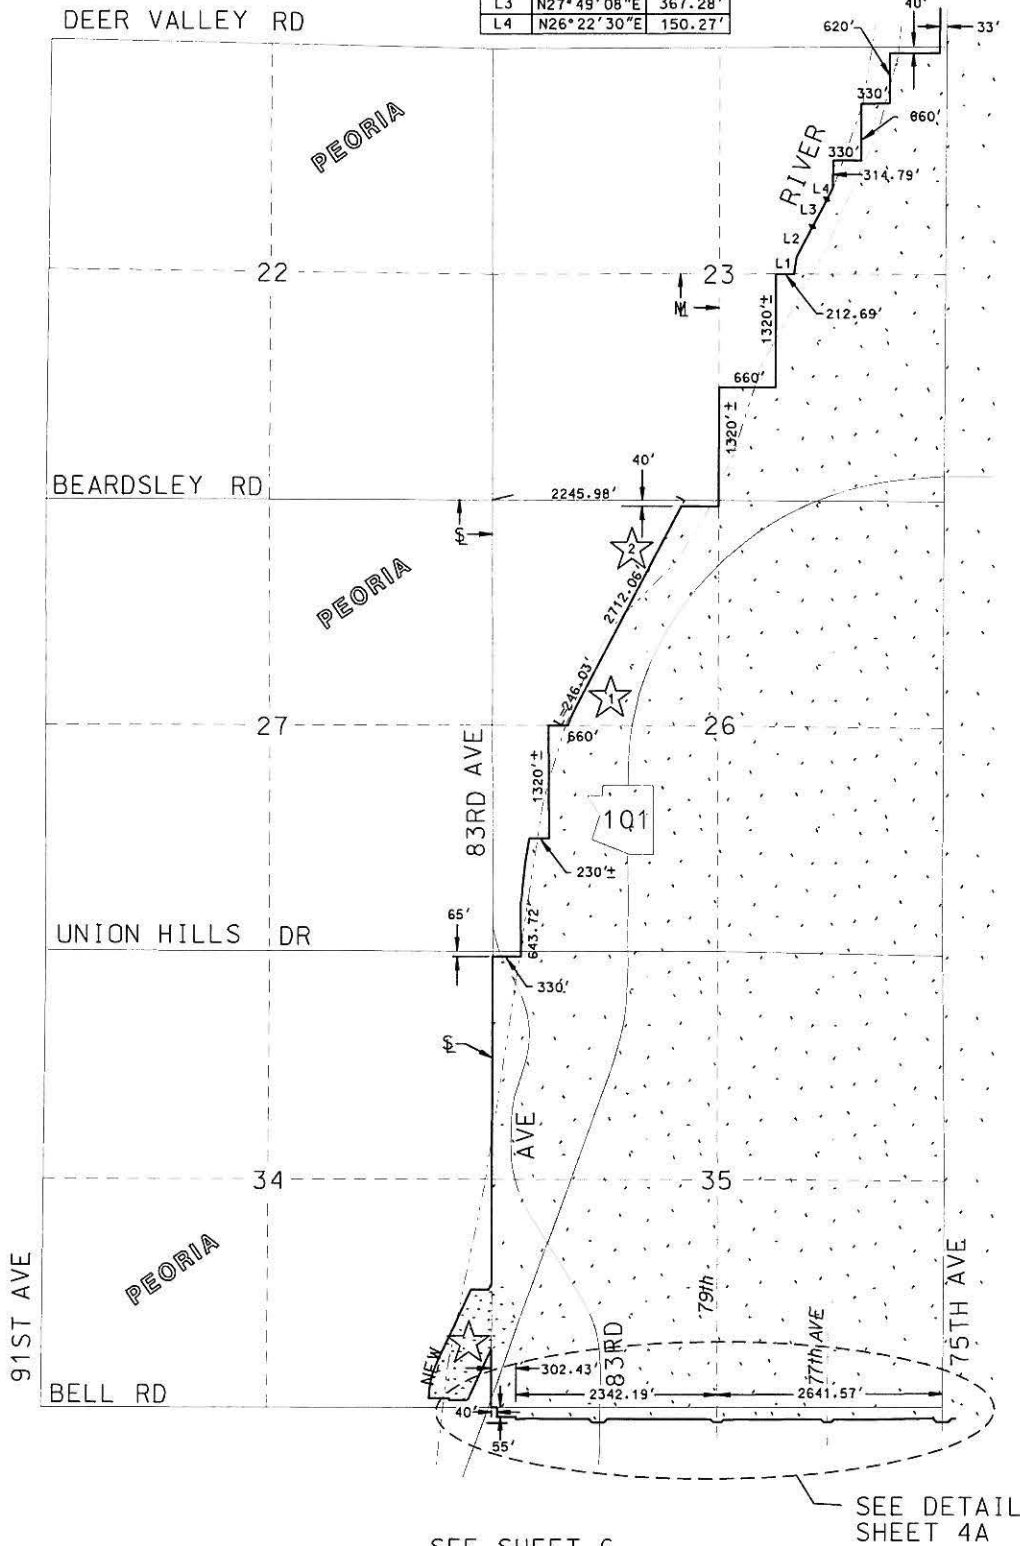 L3 N27°49'08"E 367.28'
L4 N26°22'30"E 150.27'
DEER VALLEY RD
40'
620'
33'
PEORIA
330'
660'
RIVER
330'
314.79'
L4
L3
L2
L1
22
23
212.69'
1320'±
660'
1320'±
40'
BEARDSLEY RD
2245.98'
2
PEORIA
2712.06'
L=246.03'
1
27
660'
26
83RD AVE
1320'±
101
230'±
65'
UNION HILLS DR
643.72'
330'
AVE
34
35
PEORIA
91ST AVE
79th
77th AVE
75TH AVE
NEW
83RD
302.43'
BELL RD
2342.19'
2641.57'
40'
55'
SEE DETAIL
SHEET 4A